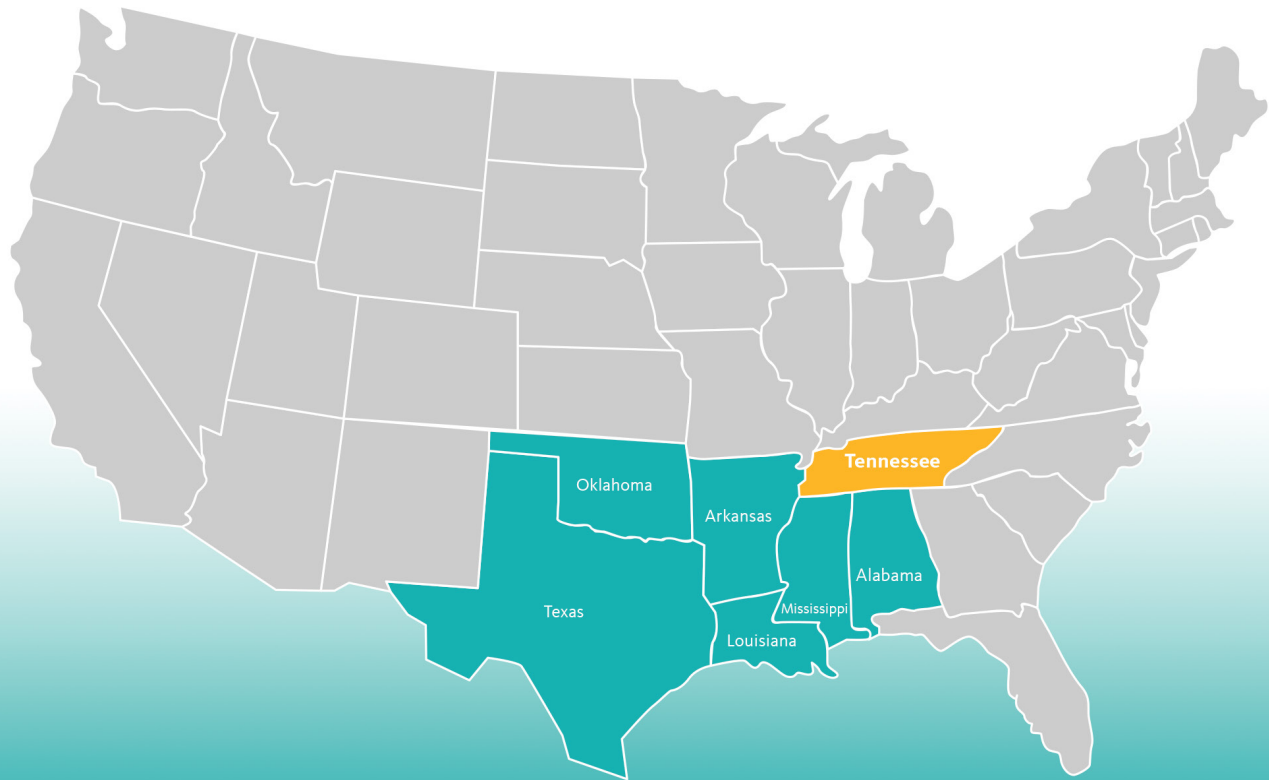 Tennessee
Oklahoma
Arkansas
Alabama
Texas
Mississippi
Louisiana